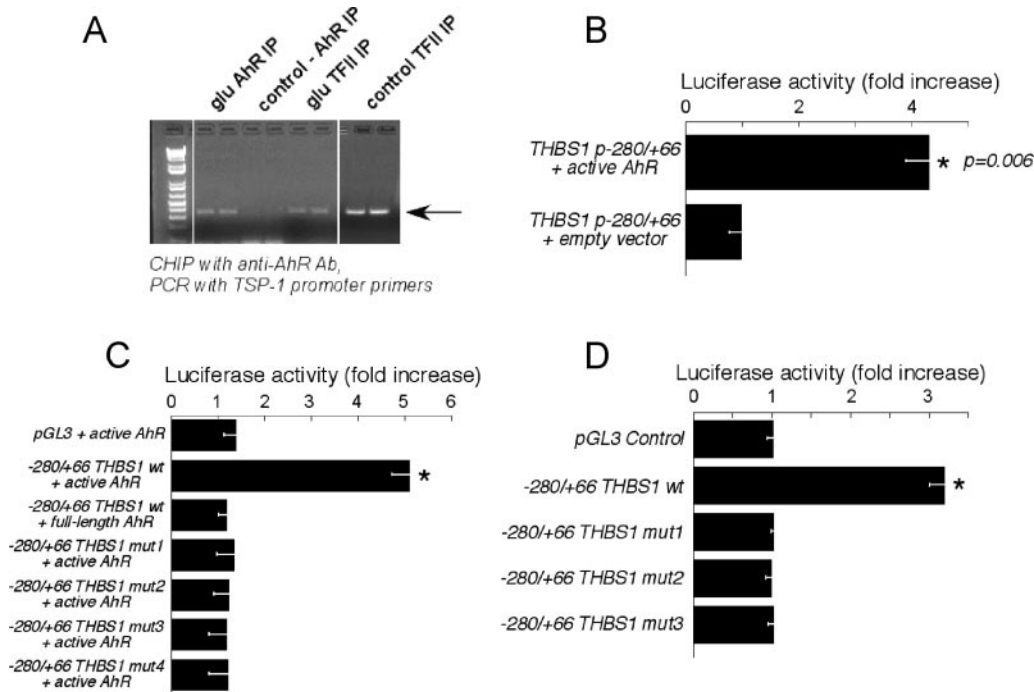 A
glu AhR IP
control - AhR IP
glu TFII IP
control TFII IP
CHIP with anti-AhR Ab,
PCR with TSP-1 promoter primers
B
Luciferase activity (fold increase)
0 2 4
THBS1 p-280/+66
+ active AhR
* p=0.006
THBS1 p-280/+66
+ empty vector
C
Luciferase activity (fold increase)
0 1 2 3 4 5 6
pGL3 + active AhR
-280/+66 THBS1 wt
+ active AhR
*
-280/+66 THBS1 wt
+ full-length AhR
-280/+66 THBS1 mut1
+ active AhR
-280/+66 THBS1 mut2
+ active AhR
-280/+66 THBS1 mut3
+ active AhR
-280/+66 THBS1 mut4
+ active AhR
D
Luciferase activity (fold increase)
0 1 2 3
pGL3 Control
-280/+66 THBS1 wt
*
-280/+66 THBS1 mut1
-280/+66 THBS1 mut2
-280/+66 THBS1 mut3